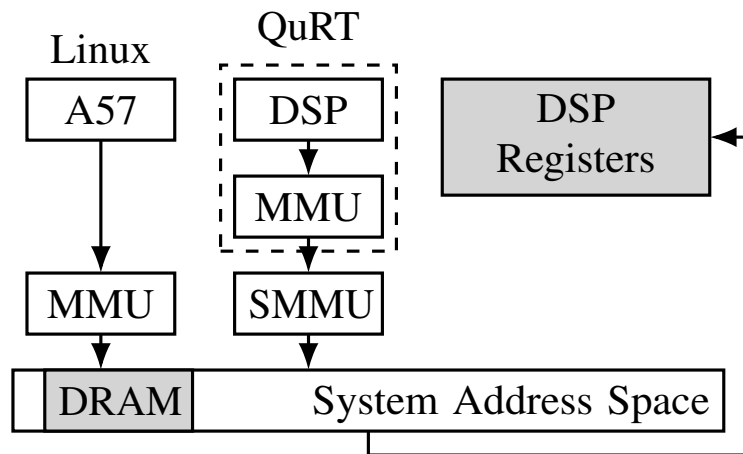 QuRT
Linux
A57
DSP
DSP
Registers
MMU
MMU
SMMU
DRAM
System Address Space